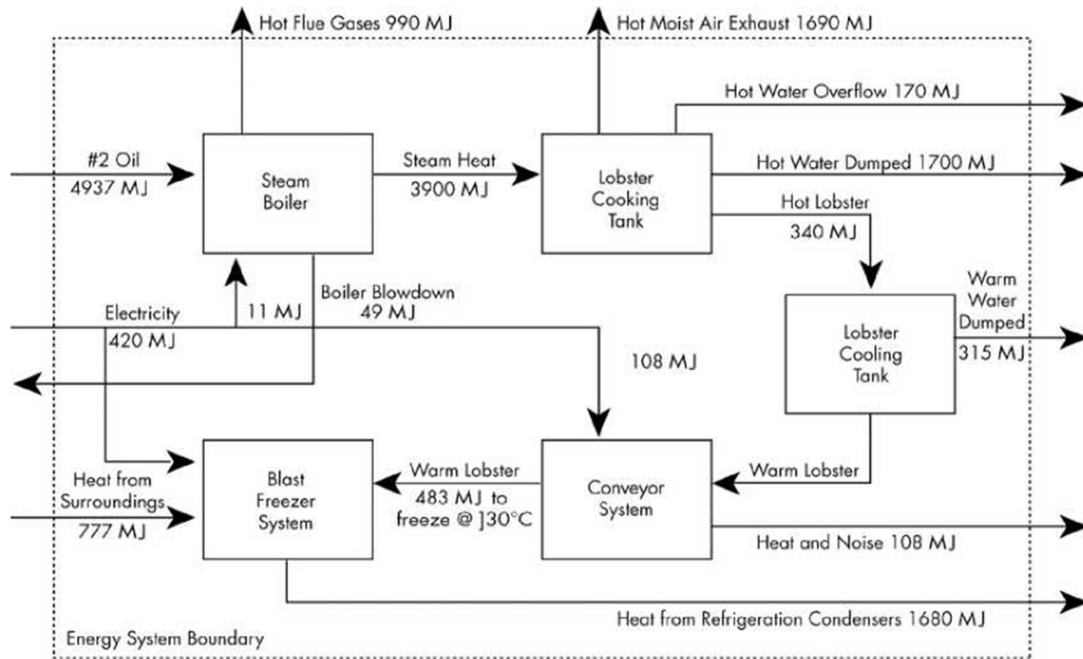 Hot Flue Gases 990 MJ
Hot Moist Air Exhaust 1690 MJ
Hot Water Overflow 170 MJ
#2 Oil
4937 MJ
Steam
Boiler
Steam Heat
3900 MJ
Lobster
Cooking
Tank
Hot Water Dumped 1700 MJ
Hot Lobster
340 MJ
Electricity
420 MJ
11 MJ
Boiler Blowdown
49 MJ
108 MJ
Lobster
Cooling
Tank
Warm
Water
Dumped
315 MJ
Heat from
Surroundings
777 MJ
Blast
Freezer
System
Warm Lobster
483 MJ to
freeze @ ]30°C
Conveyor
System
Warm Lobster
Heat and Noise 108 MJ
Heat from Refrigeration Condensers 1680 MJ
Energy System Boundary